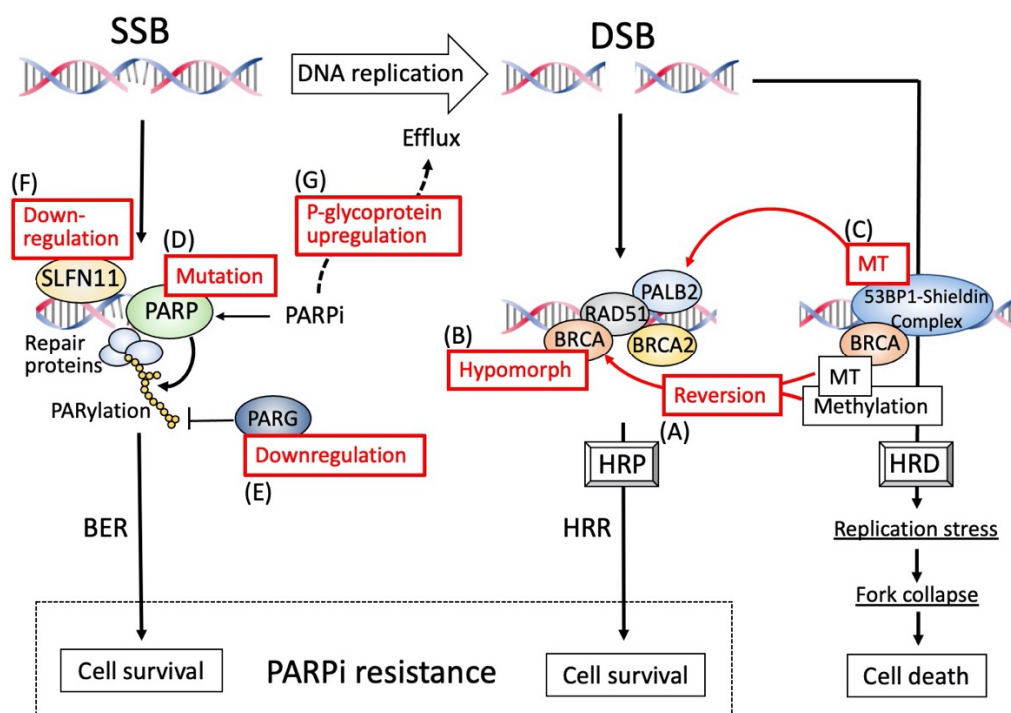 SSB
DNA replication
DSB
Efflux
(F)
Down-
regulation
(G)
P-glycoprotein
upregulation
(D)
Mutation
SLFN11
PARP
PARPi
Repair
proteins
PARylation
PARG
Downregulation
(E)
(C)
MT
53BP1-Shieldin
Complex
PALB2
RAD51
BRCA
BRCA2
(B)
Hypomorph
BRCA
MT
Methylation
Reversion
(A)
HRP
HRD
BER
HRR
Replication stress
Fork collapse
Cell survival
PARPi resistance
Cell survival
Cell death